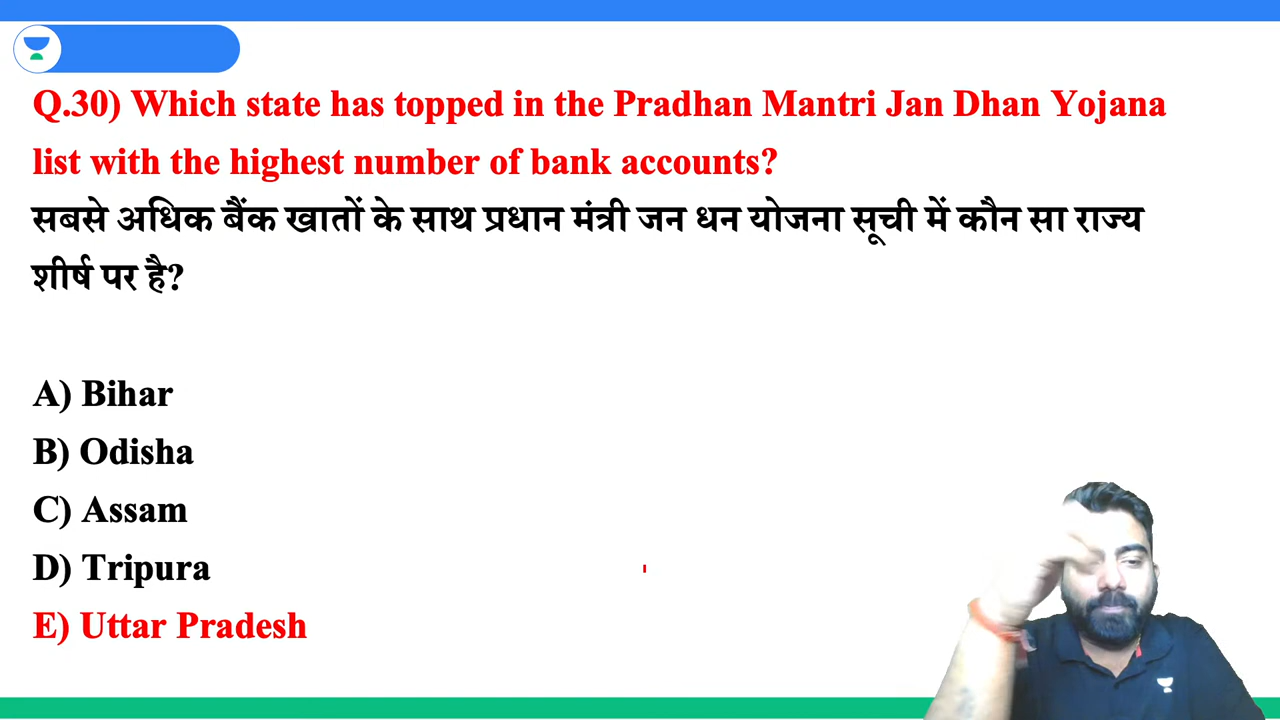 Q.30) Which state has topped in the Pradhan Mantri Jan Dhan Yojana
list with the highest number of bank accounts?
सबसे अधिक बैंक खातों के साथ प्रधान मंत्री जन धन योजना सूची में कौन सा राज्य
शीर्ष पर है?
A) Bihar
B) Odisha
C) Assam
D) Tripura
E) Uttar Pradesh